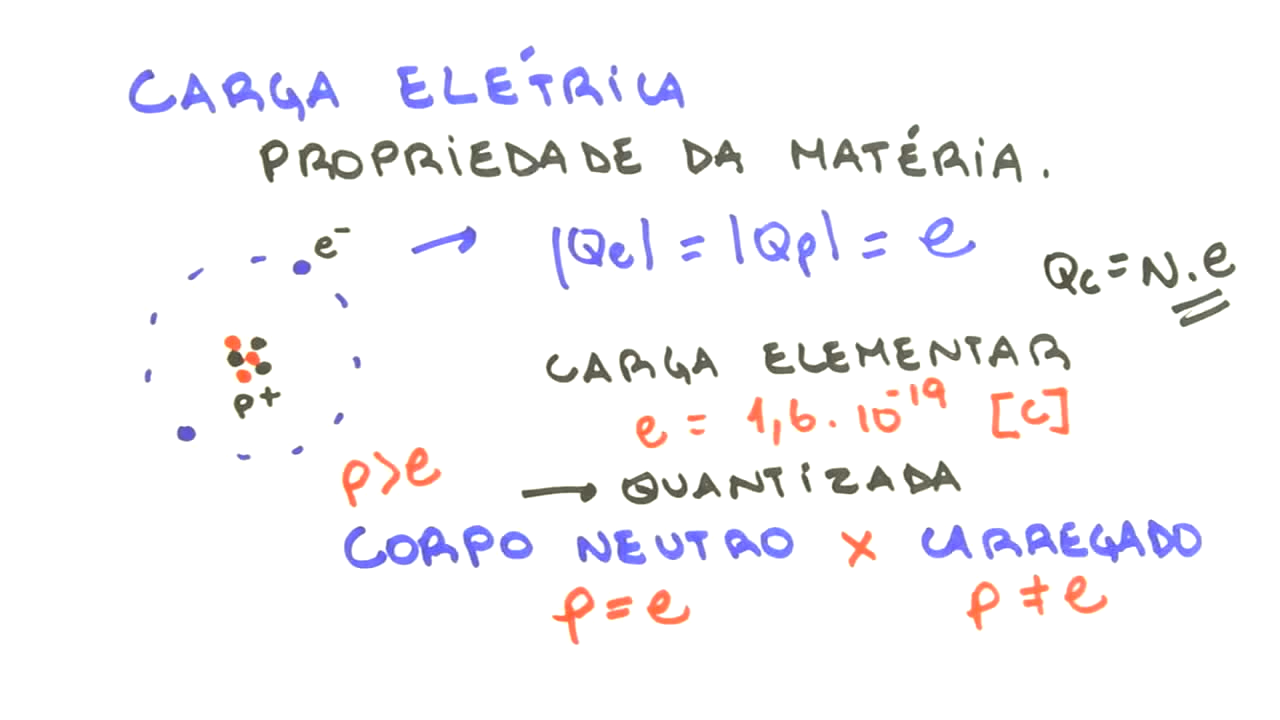 CARGA ELÉTRICA
PROPRIEDADE DA MATÉRIA.
e⁻ → |Qe| = |Qp| = e
Qc = N.e
p+
CARGA ELEMENTAR
e = 1,6.10⁻¹⁹ [C]
p>e
→ QUANTIZADA
CORPO NEUTRO X CARREGADO
p = e
p ≠ e